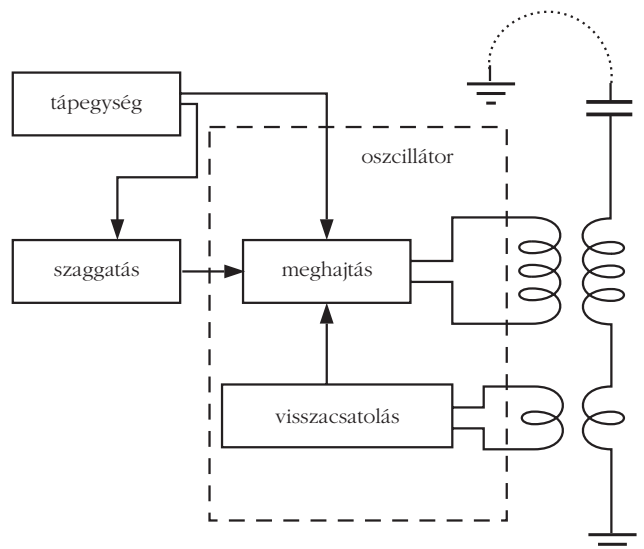 tápegység
oszcillátor
szaggatás
meghajtás
visszacsatolás